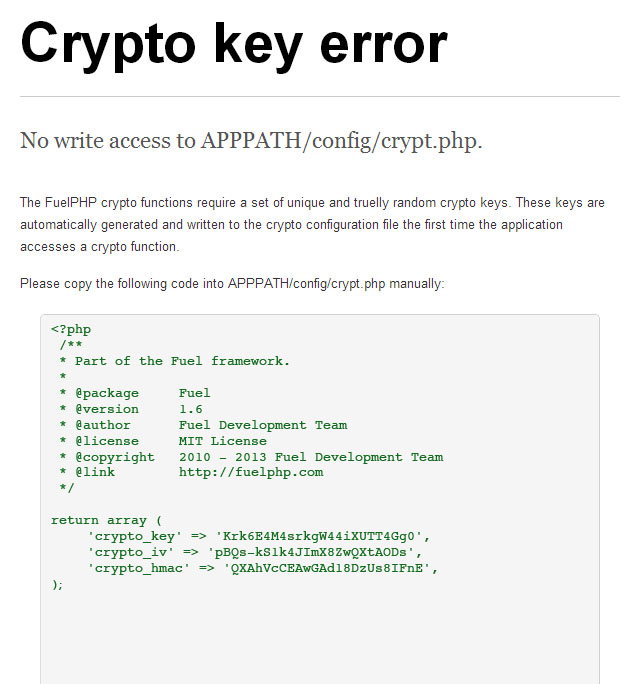 Crypto key error
No write access to APPPATH/config/crypt.php.
The FuelPHP crypto functions require a set of unique and truelly random crypto keys. These keys are
automatically generated and written to the crypto configuration file the first time the application
accesses a crypto function.
Please copy the following code into APPPATH/config/crypt.php manually:
<?php
/**
* Part of the Fuel framework.
*
* @package Fuel
* @version 1.6
* @author Fuel Development Team
* @license MIT License
* @copyright 2010 - 2013 Fuel Development Team
* @link http://fuelphp.com
*/
return array (
'crypto_key' => 'Krk6E4M4srkgW44iXUTT4Gg0',
'crypto_iv' => 'pBQs-kSlk4JImX8ZwQXtAODs',
'crypto_hmac' => 'QXAhVcCEAwGAd18DzUs8IFnE',
);